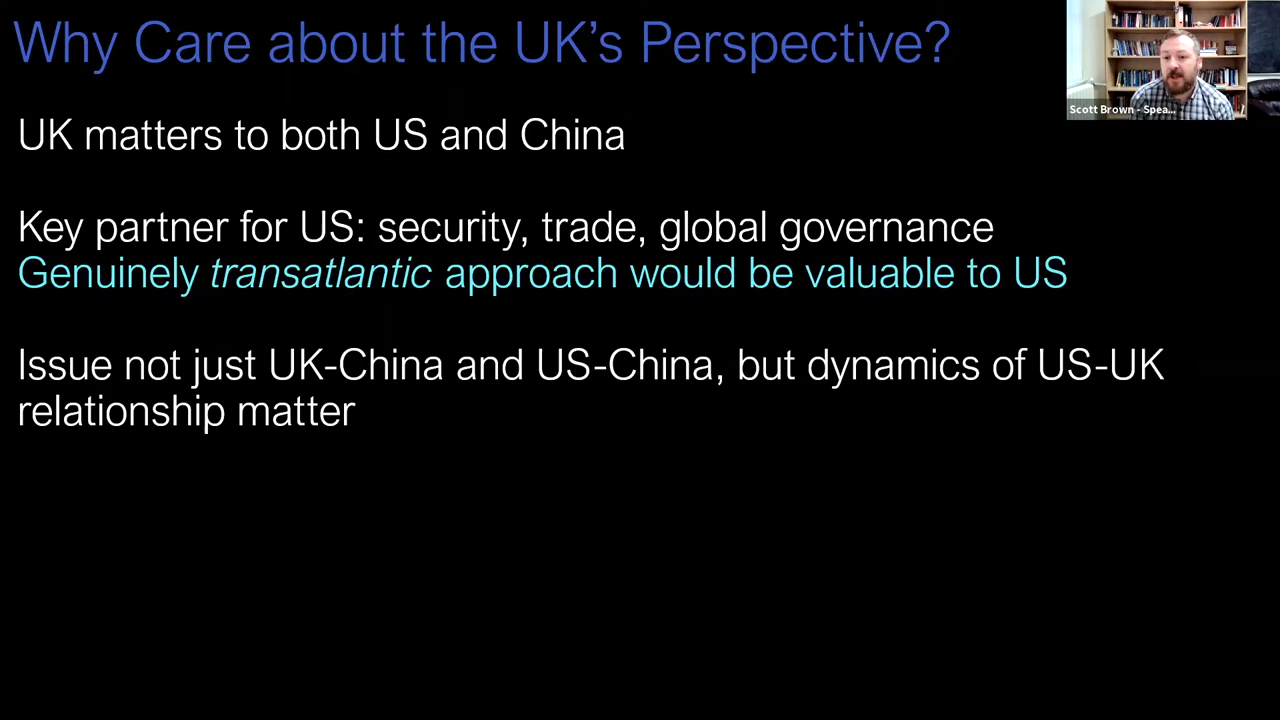 Why Care about the UK's Perspective?
Scott Brown - Spea...
UK matters to both US and China
Key partner for US: security, trade, global governance
Genuinely transatlantic approach would be valuable to US
Issue not just UK-China and US-China, but dynamics of US-UK
relationship matter